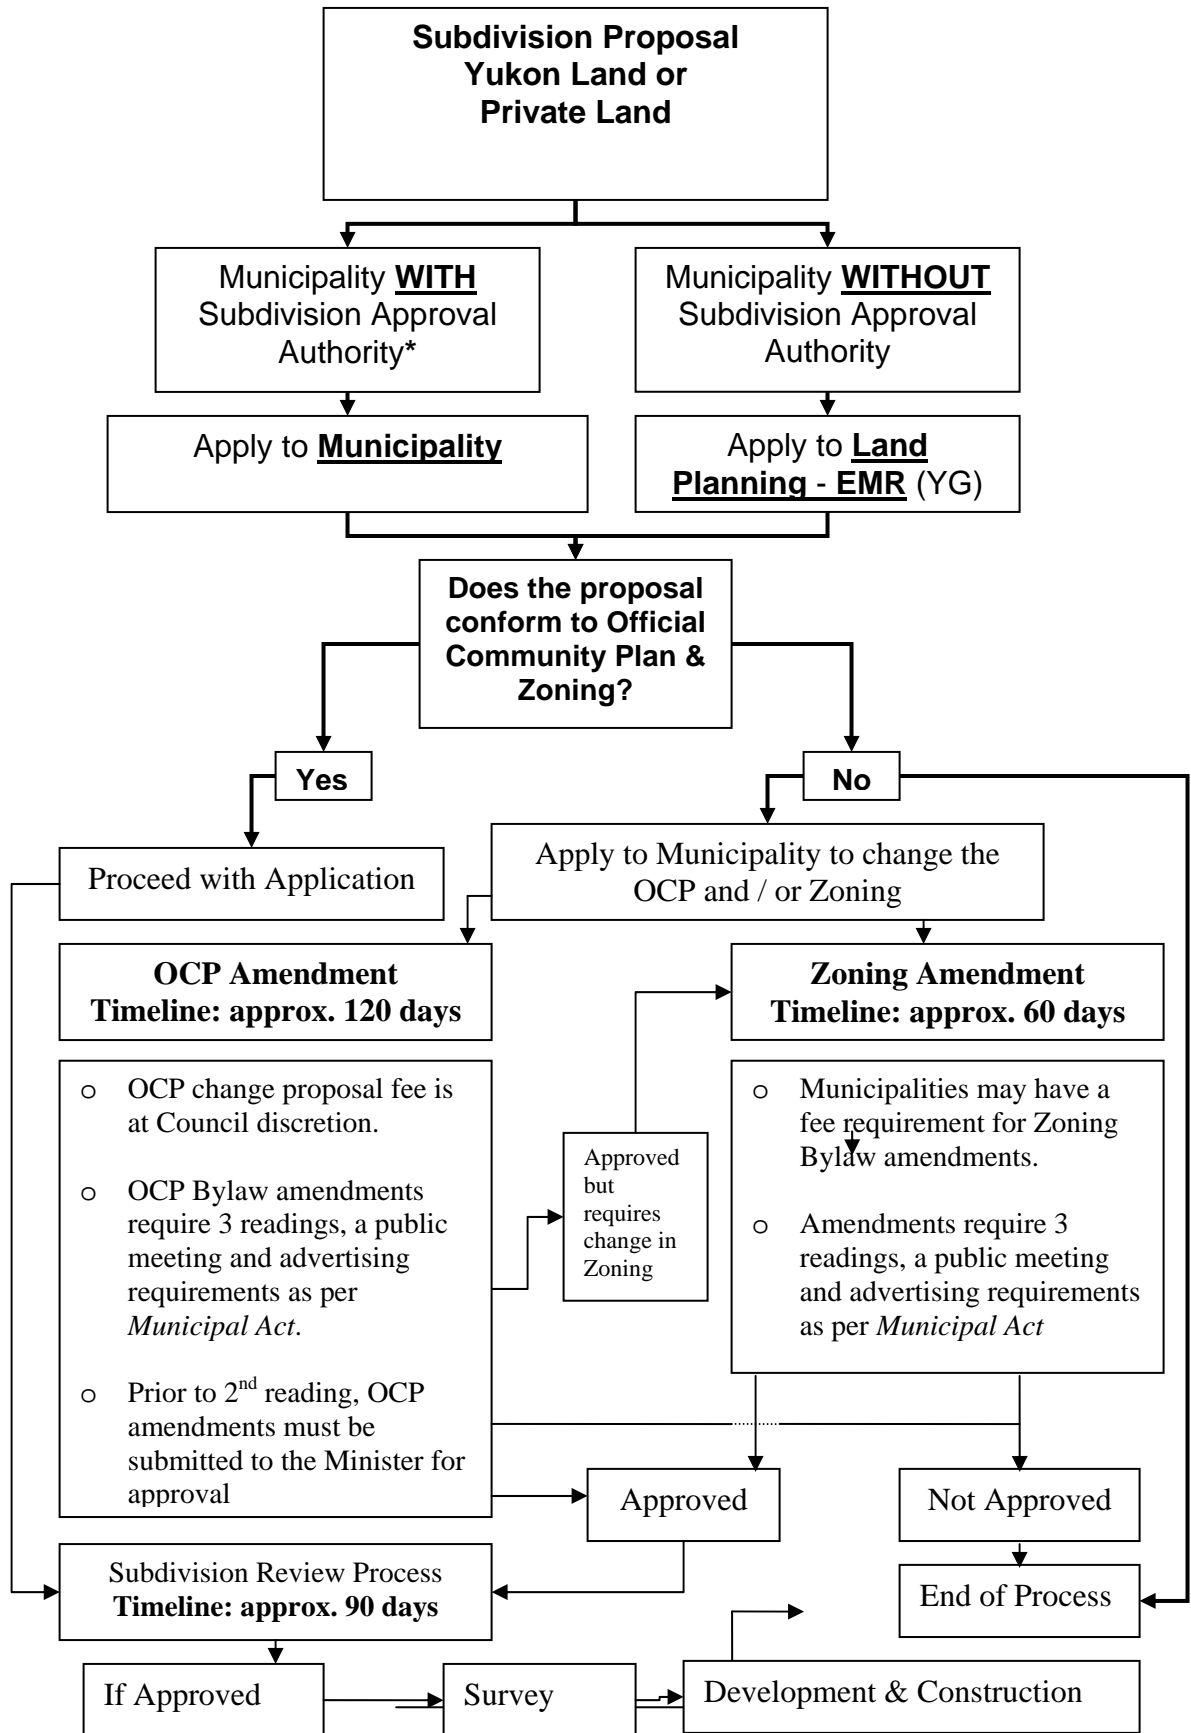 Subdivision Proposal
Yukon Land or
Private Land
Municipality WITH
Subdivision Approval
Authority*
Municipality WITHOUT
Subdivision Approval
Authority
Apply to Municipality
Apply to Land
Planning - EMR (YG)
Does the proposal
conform to Official
Community Plan &
Zoning?
Yes
No
Proceed with Application
Apply to Municipality to change the
OCP and / or Zoning
OCP Amendment
Timeline: approx. 120 days
Zoning Amendment
Timeline: approx. 60 days
o OCP change proposal fee is
at Council discretion.
o OCP Bylaw amendments
require 3 readings, a public
meeting and advertising
requirements as per
Municipal Act.
o Prior to 2nd reading, OCP
amendments must be
submitted to the Minister for
approval
Approved
but
requires
change in
Zoning
o Municipalities may have a
fee requirement for Zoning
Bylaw amendments.
o Amendments require 3
readings, a public meeting
and advertising requirements
as per Municipal Act
Approved
Not Approved
Subdivision Review Process
Timeline: approx. 90 days
End of Process
If Approved
Survey
Development & Construction